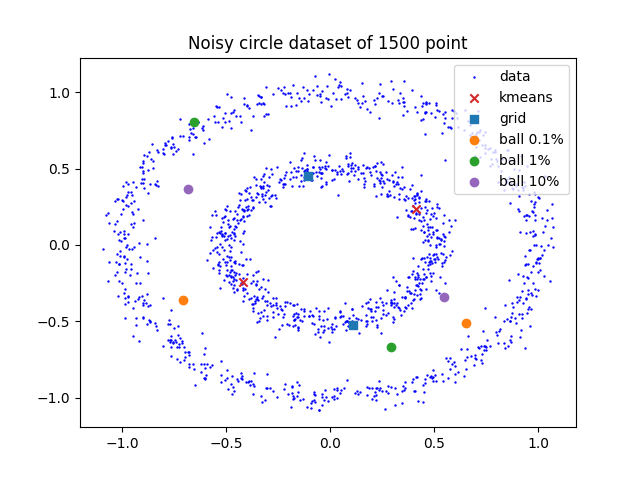 Noisy circle dataset of 1500 point
data
kmeans
grid
ball 0.1%
ball 1%
ball 10%
1.0
0.5
0.0
−0.5
−1.0
−1.0 −0.5 0.0 0.5 1.0